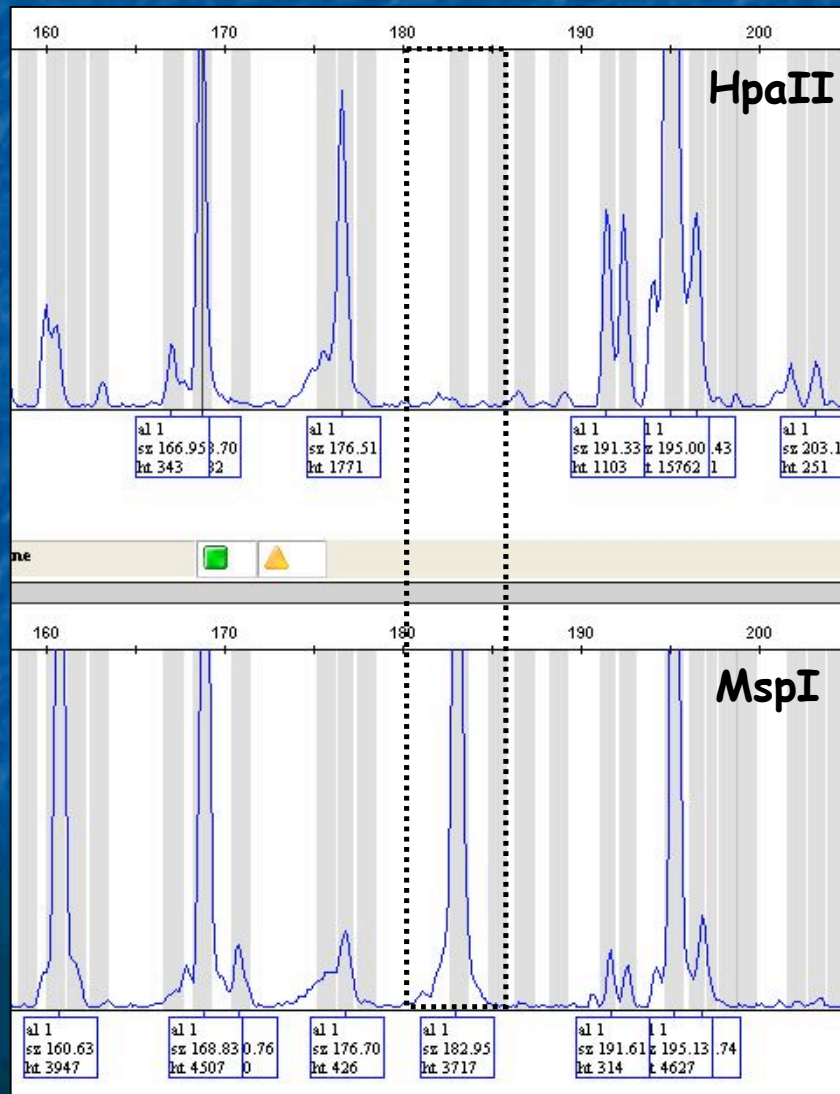 160 170 180 190 200
HpaII
al 1
sz 166.95
ht 343
8.70
32
al 1
sz 176.51
ht 1771
al 1
sz 191.33
ht 1103
l 1
z 195.00
t 15762
.43
1
al 1
sz 203.1
ht 251
ne
160 170 180 190 200
MspI
al 1
sz 160.63
ht 3947
al 1
sz 168.83
ht 4507
0.76
0
al 1
sz 176.70
ht 426
al 1
sz 182.95
ht 3717
al 1
sz 191.61
ht 314
l 1
z 195.13
t 4627
.74